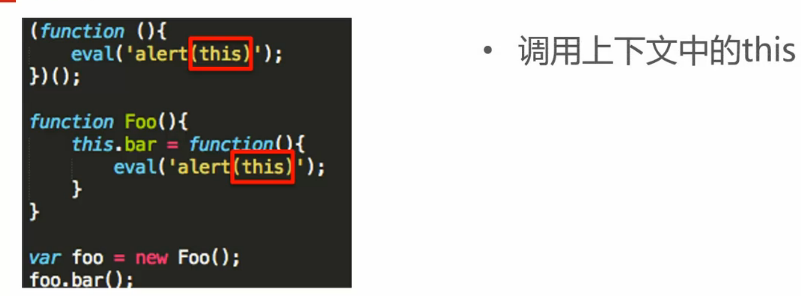 (function (){
    eval('alert(this)');
})();
function Foo(){
    this.bar = function(){
        eval('alert(this)');
    }
}
var foo = new Foo();
foo.bar();
• 调用上下文中的this